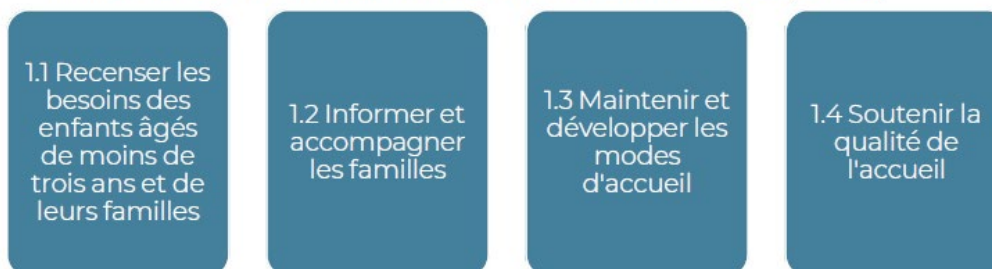 1.1 Recenser les
besoins des
enfants âgés
de moins de
trois ans et de
leurs familles
1.2 Informer et
accompagner
les familles
1.3 Maintenir et
développer les
modes
d'accueil
1.4 Soutenir la
qualité de
l'accueil